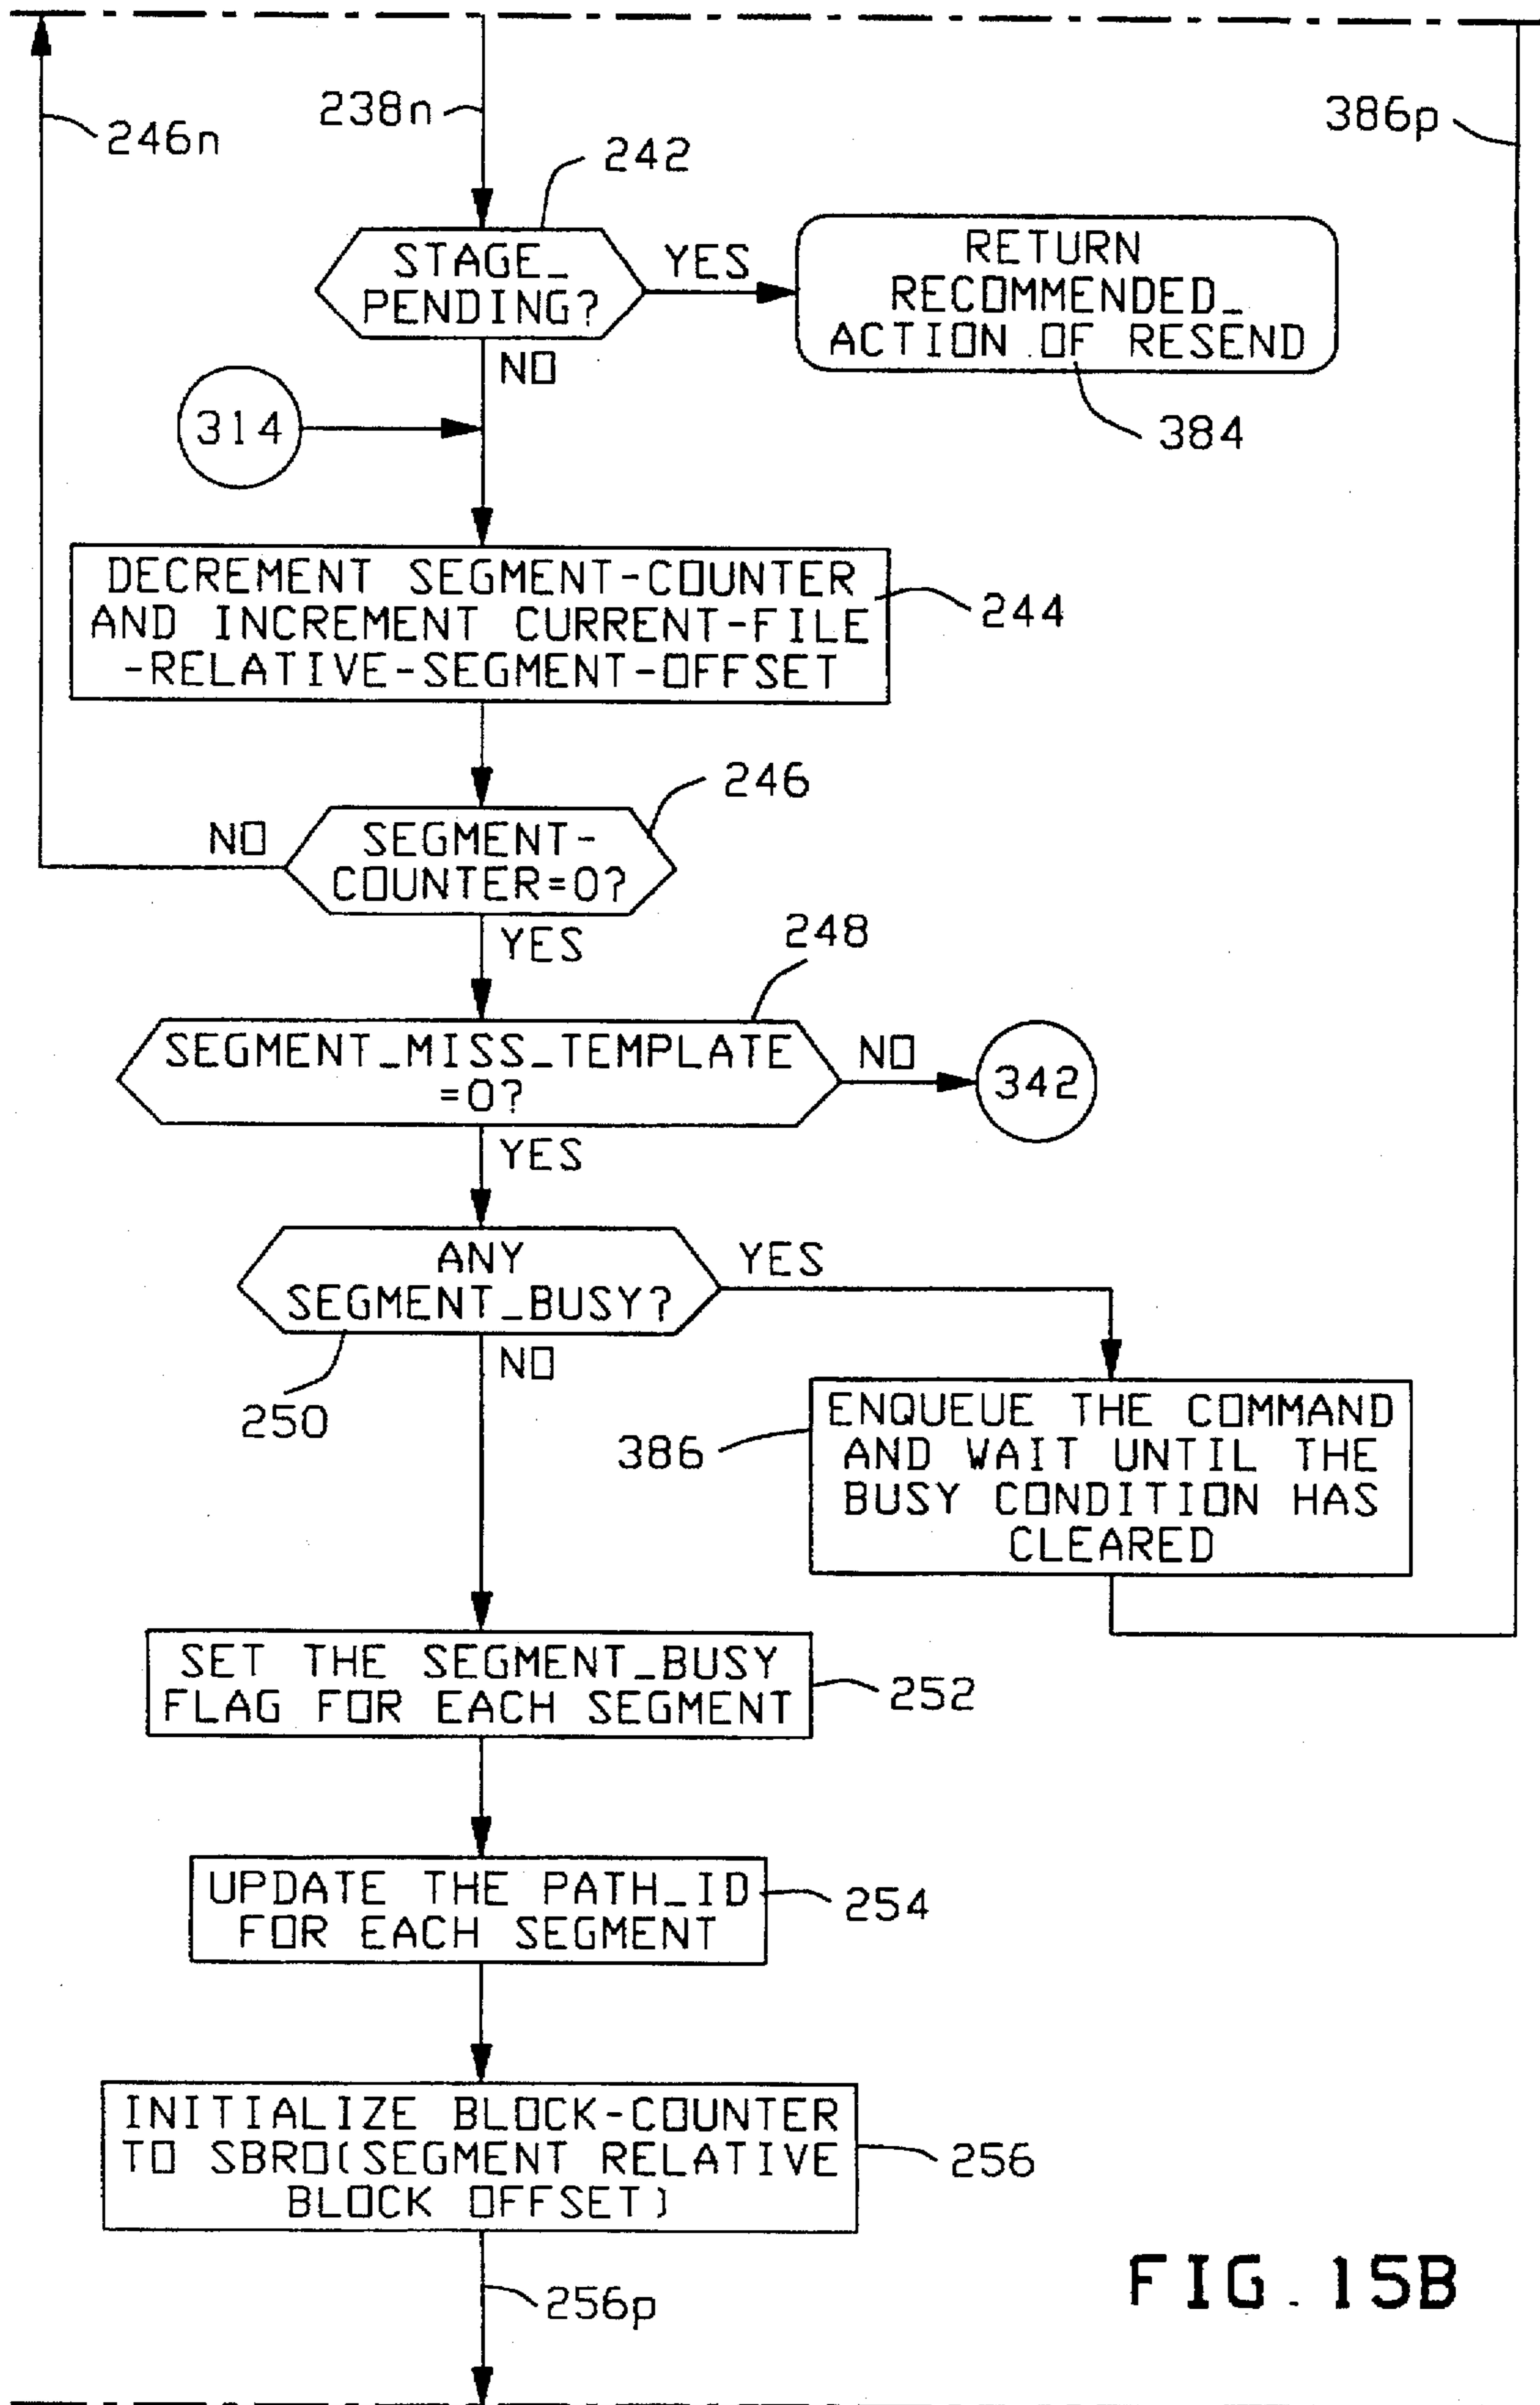 246n
238n
386p
242
STAGE_
PENDING?
YES
RETURN
RECOMMENDED_
ACTION OF RESEND
NO
384
314
DECREMENT SEGMENT-COUNTER
AND INCREMENT CURRENT-FILE
-RELATIVE-SEGMENT-OFFSET
244
246
NO
SEGMENT-
COUNTER=0?
YES
248
SEGMENT_MISS_TEMPLATE
=0?
NO
342
YES
ANY
SEGMENT_BUSY?
YES
NO
250
386
ENQUEUE THE COMMAND
AND WAIT UNTIL THE
BUSY CONDITION HAS
CLEARED
SET THE SEGMENT_BUSY
FLAG FOR EACH SEGMENT
252
UPDATE THE PATH_ID
FOR EACH SEGMENT
254
INITIALIZE BLOCK-COUNTER
TO SBRO(SEGMENT RELATIVE
BLOCK OFFSET)
256
256p
FIG. 15B